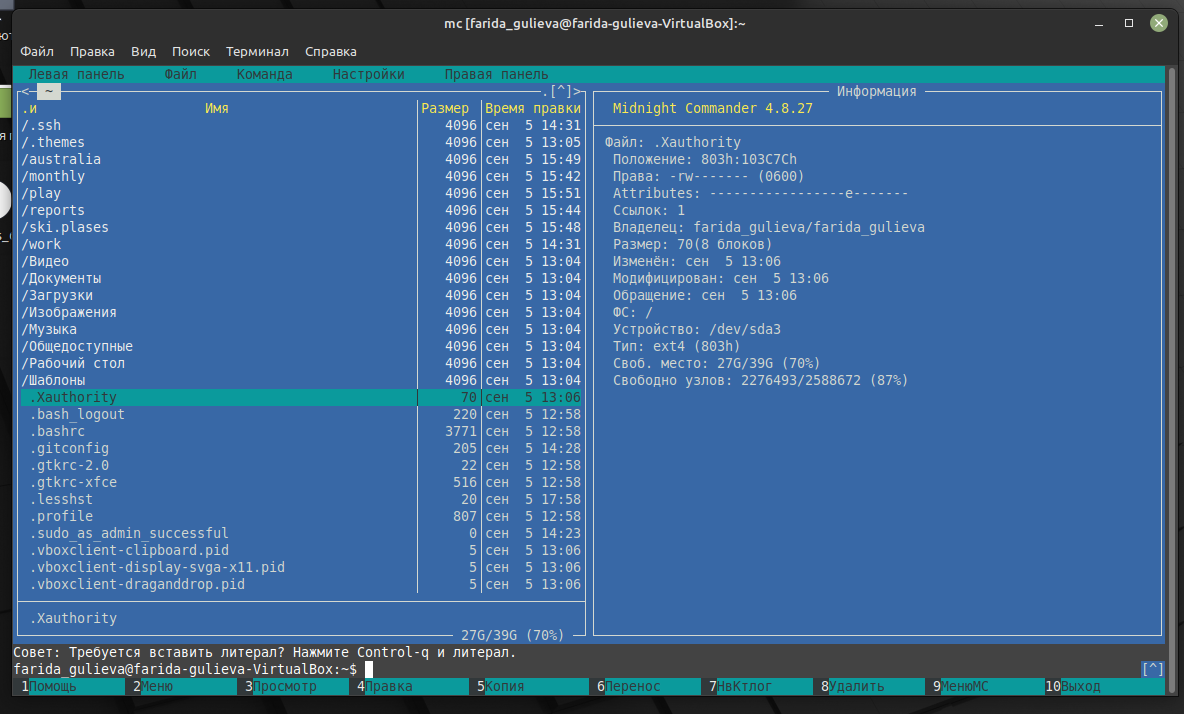 mc [farida_gulieva@farida-gulieva-VirtualBox]:~
Файл Правка Вид Поиск Терминал Справка
Левая панель Файл Команда Настройки Правая панель
<— ~ .[^]>
.и Имя Размер Время правки
/.ssh 4096 сен 5 14:31
/.themes 4096 сен 5 13:05
/australia 4096 сен 5 15:49
/monthly 4096 сен 5 15:42
/play 4096 сен 5 15:51
/reports 4096 сен 5 15:44
/ski.plases 4096 сен 5 15:48
/work 4096 сен 5 14:31
/Видео 4096 сен 5 13:04
/Документы 4096 сен 5 13:04
/Загрузки 4096 сен 5 13:04
/Изображения 4096 сен 5 13:04
/Музыка 4096 сен 5 13:04
/Общедоступные 4096 сен 5 13:04
/Рабочий стол 4096 сен 5 13:04
/Шаблоны 4096 сен 5 13:04
.Xauthority 70 сен 5 13:06
.bash_logout 220 сен 5 12:58
.bashrc 3771 сен 5 12:58
.gitconfig 205 сен 5 14:28
.gtkrc-2.0 22 сен 5 12:58
.gtkrc-xfce 516 сен 5 12:58
.lesshst 20 сен 5 17:58
.profile 807 сен 5 12:58
.sudo_as_admin_successful 0 сен 5 14:23
.vboxclient-clipboard.pid 5 сен 5 13:06
.vboxclient-display-svga-x11.pid 5 сен 5 13:06
.vboxclient-draganddrop.pid 5 сен 5 13:06
.Xauthority
27G/39G (70%)
Информация
Midnight Commander 4.8.27
Файл: .Xauthority
Положение: 803h:103C7Ch
Права: -rw------- (0600)
Attributes: -----------------e-------
Ссылок: 1
Владелец: farida_gulieva/farida_gulieva
Размер: 70(8 блоков)
Изменён: сен 5 13:06
Модифицирован: сен 5 13:06
Обращение: сен 5 13:06
ФС: /
Устройство: /dev/sda3
Тип: ext4 (803h)
Своб. место: 27G/39G (70%)
Свободно узлов: 2276493/2588672 (87%)
Совет: Требуется вставить литерал? Нажмите Control-q и литерал.
farida_gulieva@farida-gulieva-VirtualBox:~$ [^]
1Помощь 2Меню 3Просмотр 4Правка 5Копия 6Перенос 7НвКтлог 8Удалить 9МенюМС 10Выход